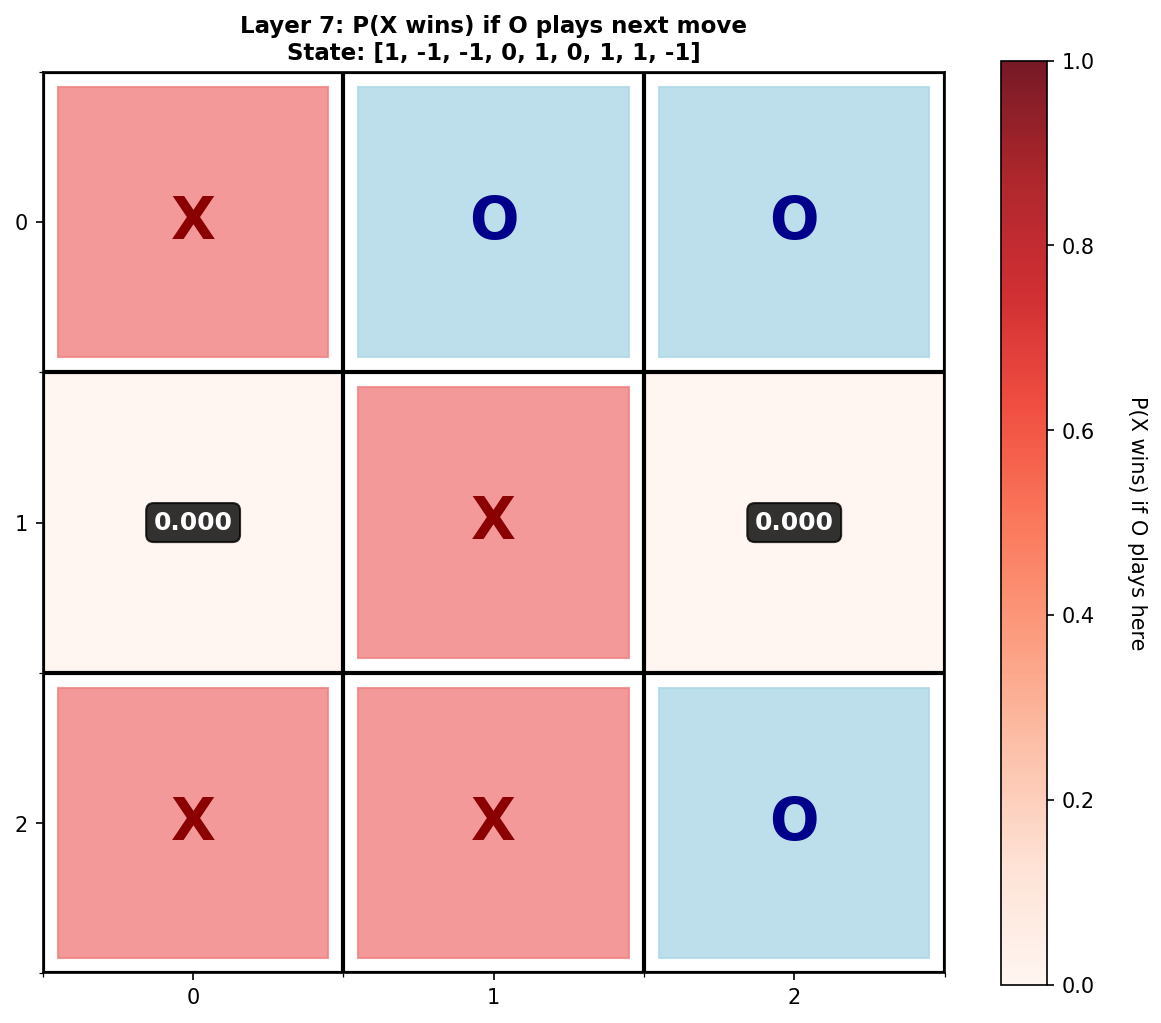 Layer 7: P(X wins) if O plays next move
State: [1, -1, -1, 0, 1, 0, 1, 1, -1]
0 X O O
1 0.000 X 0.000
2 X X O
0 1 2
1.0
0.8
0.6
0.4
0.2
0.0
P(X wins) if O plays here